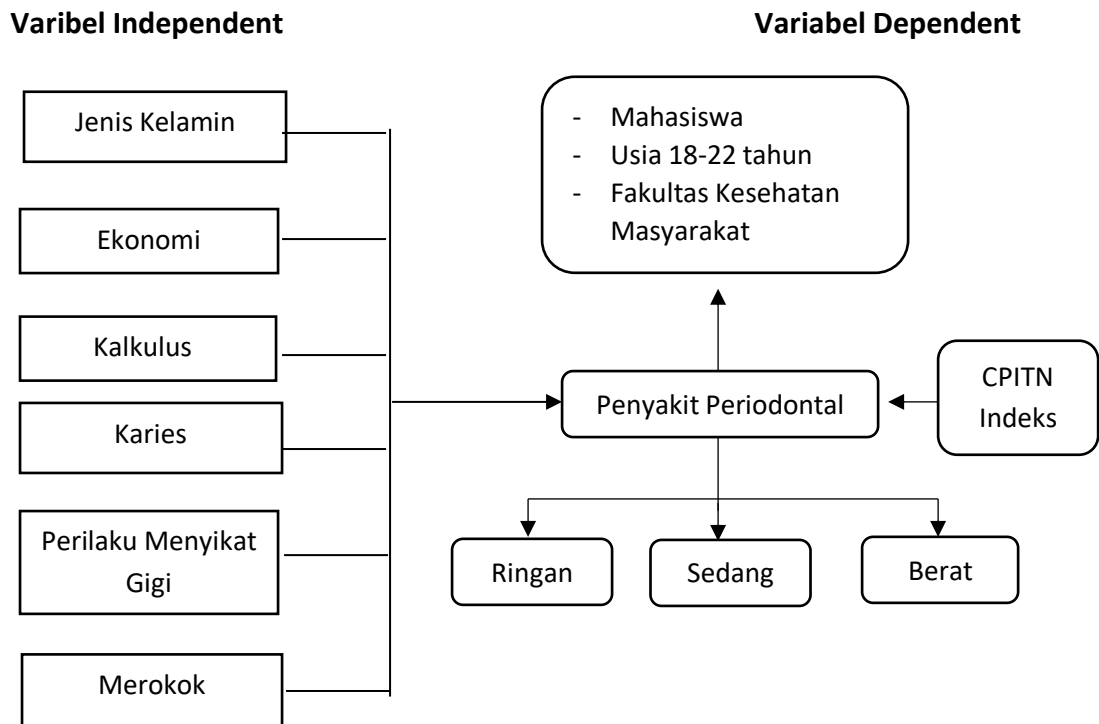 Varibel Independent
Variabel Dependent
Jenis Kelamin
Ekonomi
Kalkulus
Karies
Perilaku Menyikat
Gigi
Merokok
- Mahasiswa
- Usia 18-22 tahun
- Fakultas Kesehatan
Masyarakat
Penyakit Periodontal
CPITN
Indeks
Ringan
Sedang
Berat